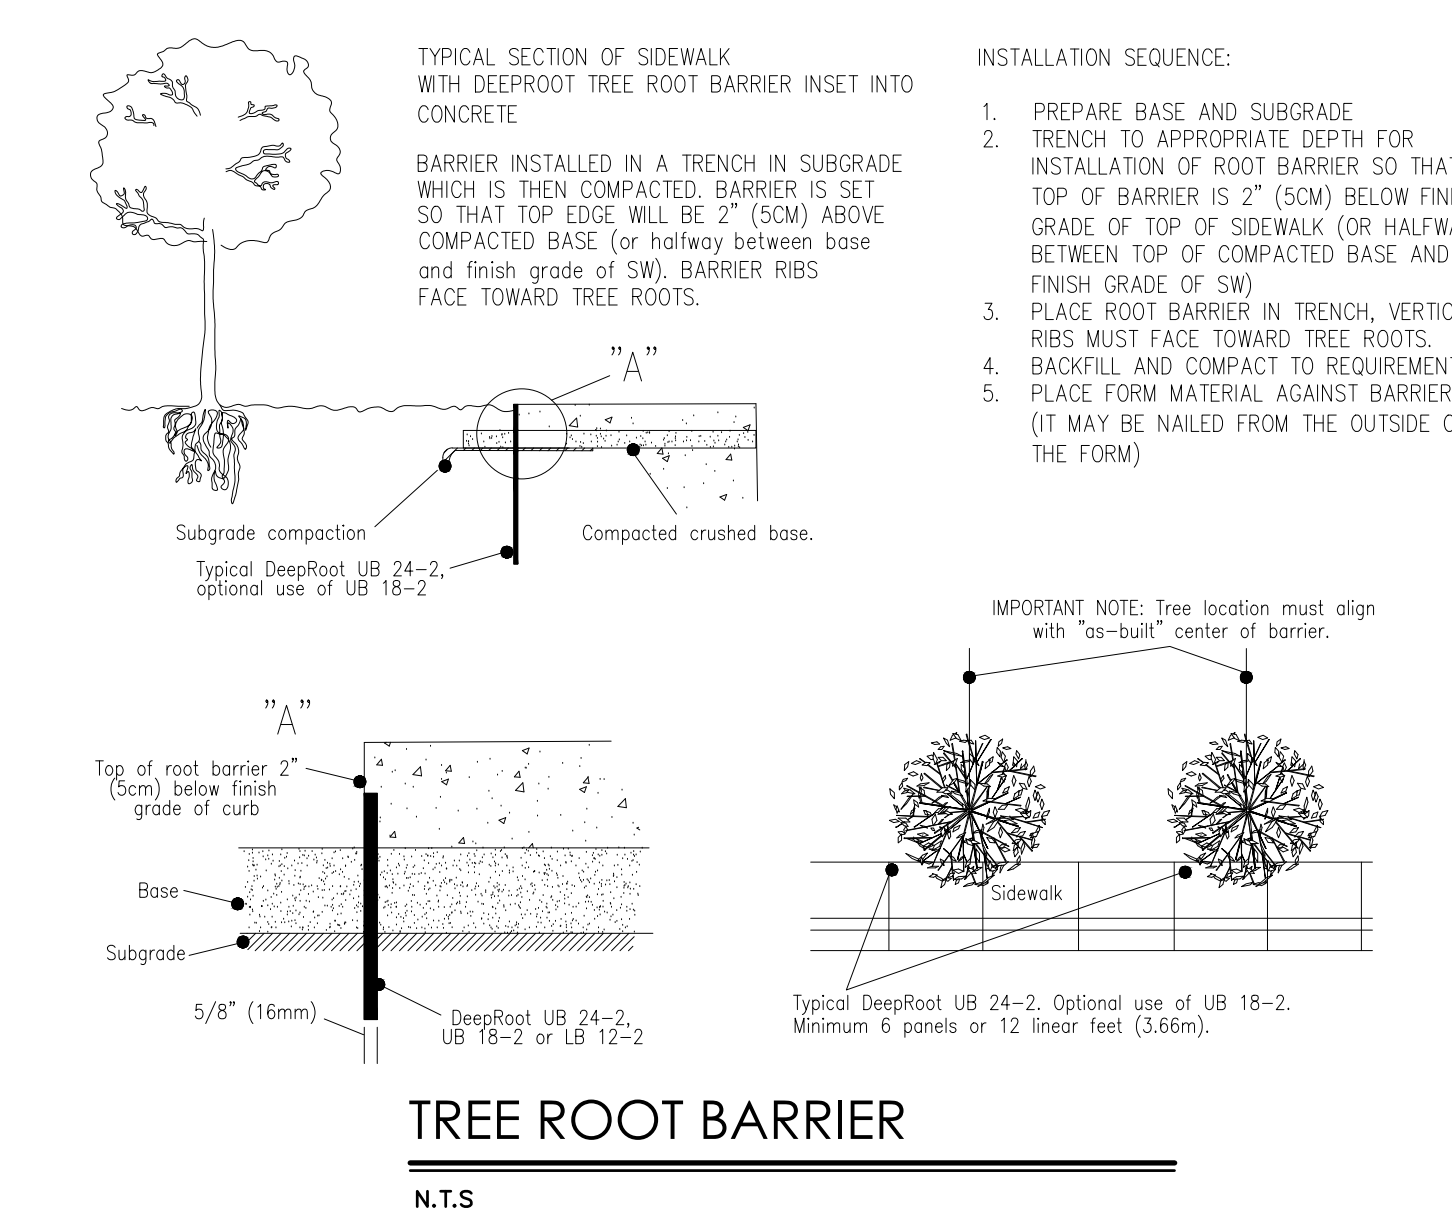 TYPICAL SECTION OF SIDEWALK
WITH DEEPROOT TREE ROOT BARRIER INSET INTO
CONCRETE
BARRIER INSTALLED IN A TRENCH IN SUBGRADE
WHICH IS THEN COMPACTED. BARRIER IS SET
SO THAT TOP EDGE WILL BE 2" (5CM) ABOVE
COMPACTED BASE (or halfway between base
and finish grade of SW). BARRIER RIBS
FACE TOWARD TREE ROOTS.
INSTALLATION SEQUENCE:
1. PREPARE BASE AND SUBGRADE
2. TRENCH TO APPROPRIATE DEPTH FOR
INSTALLATION OF ROOT BARRIER SO THAT
TOP OF BARRIER IS 2" (5CM) BELOW
GRADE OF TOP OF SIDEWALK (OR
BETWEEN TOP OF COMPACTED BASE AND
FINISH GRADE OF SW)
3. PLACE ROOT BARRIER IN TRENCH,
RIBS MUST FACE TOWARD TREE ROOTS.
4. BACKFILL AND COMPACT TO
5. PLACE FORM MATERIAL AGAINST BARRIER
(IT MAY BE NAILED FROM THE OUTSIDE
THE FORM)
"A"
Subgrade compaction
Compacted crushed base.
Typical DeepRoot UB 24-2,
optional use of UB 18-2
IMPORTANT NOTE: Tree location must align
with "as-built" center of barrier.
"A"
Top of root barrier 2"
(5cm) below finish
grade of curb
Base
Subgrade
5/8" (16mm)
DeepRoot UB 24-2,
UB 18-2 or LB 12-2
Sidewalk
Typical DeepRoot UB 24-2. Optional use of UB 18-2.
Minimum 6 panels or 12 linear feet (3.66m).
TREE ROOT BARRIER
N.T.S